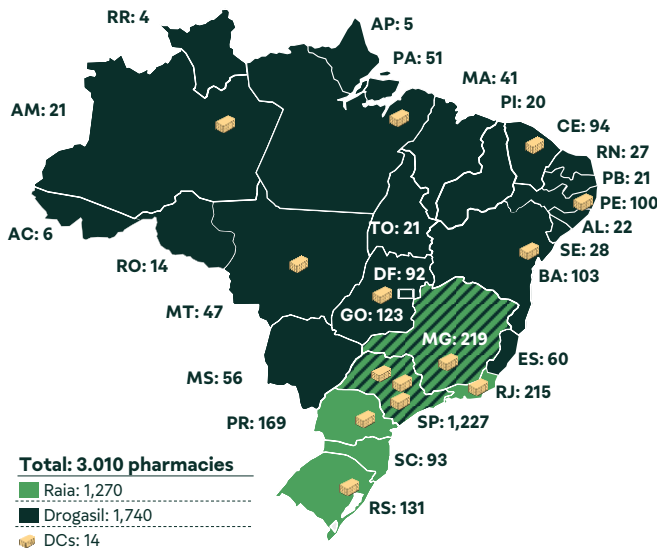 RR: 4
AP: 5
PA: 51
MA: 41
PI: 20
AM: 21
CE: 94
RN: 27
PB: 21
PE: 100
AL: 22
SE: 28
BA: 103
AC: 6
TO: 21
RO: 14
DF: 92
GO: 123
MT: 47
MG: 219
ES: 60
MS: 56
RJ: 215
PR: 169
SP: 1,227
SC: 93
RS: 131
Total: 3.010 pharmacies
Raia: 1,270
Drogasil: 1,740
DCs: 14